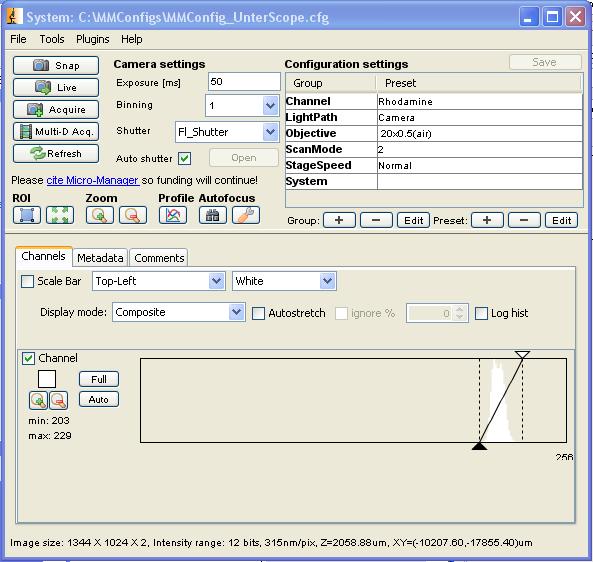 System: C:\MMConfigs\MMConfig_UnterScope.cfg
File Tools Plugins Help
Snap
Live
Acquire
Multi-D Acq.
Refresh
Camera settings
Exposure [ms] 50
Binning 1
Shutter Fl_Shutter
Auto shutter Open
Configuration settings Save
Group Preset
Channel Rhodamine
LightPath Camera
Objective 20x0.5(air)
ScanMode 2
StageSpeed Normal
System
Please cite Micro-Manager so funding will continue!
ROI Zoom Profile Autofocus
Group: + - Edit Preset: + - Edit
Channels Metadata Comments
Scale Bar Top-Left White
Display mode: Composite Autostretch ignore % 0 Log hist
Channel
Full
Auto
min: 203
max: 229
256
Image size: 1344 X 1024 X 2, Intensity range: 12 bits, 315nm/pix, Z=2058.88um, XY=(-10207.60,-17855.40)um